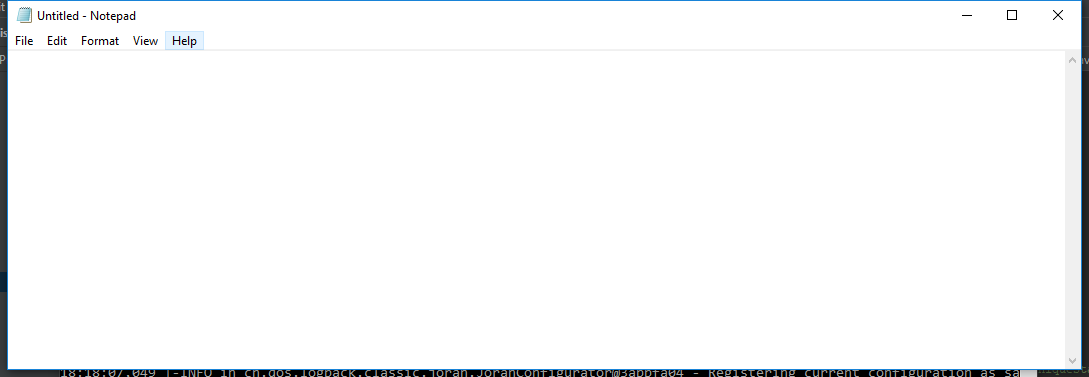 Untitled - Notepad
File Edit Format View Help
18:18:07.049 |-INFO in ch.qos.logback.classic.joran.JoranConfigurator@3abbfa04 - Registering current configuration as sa